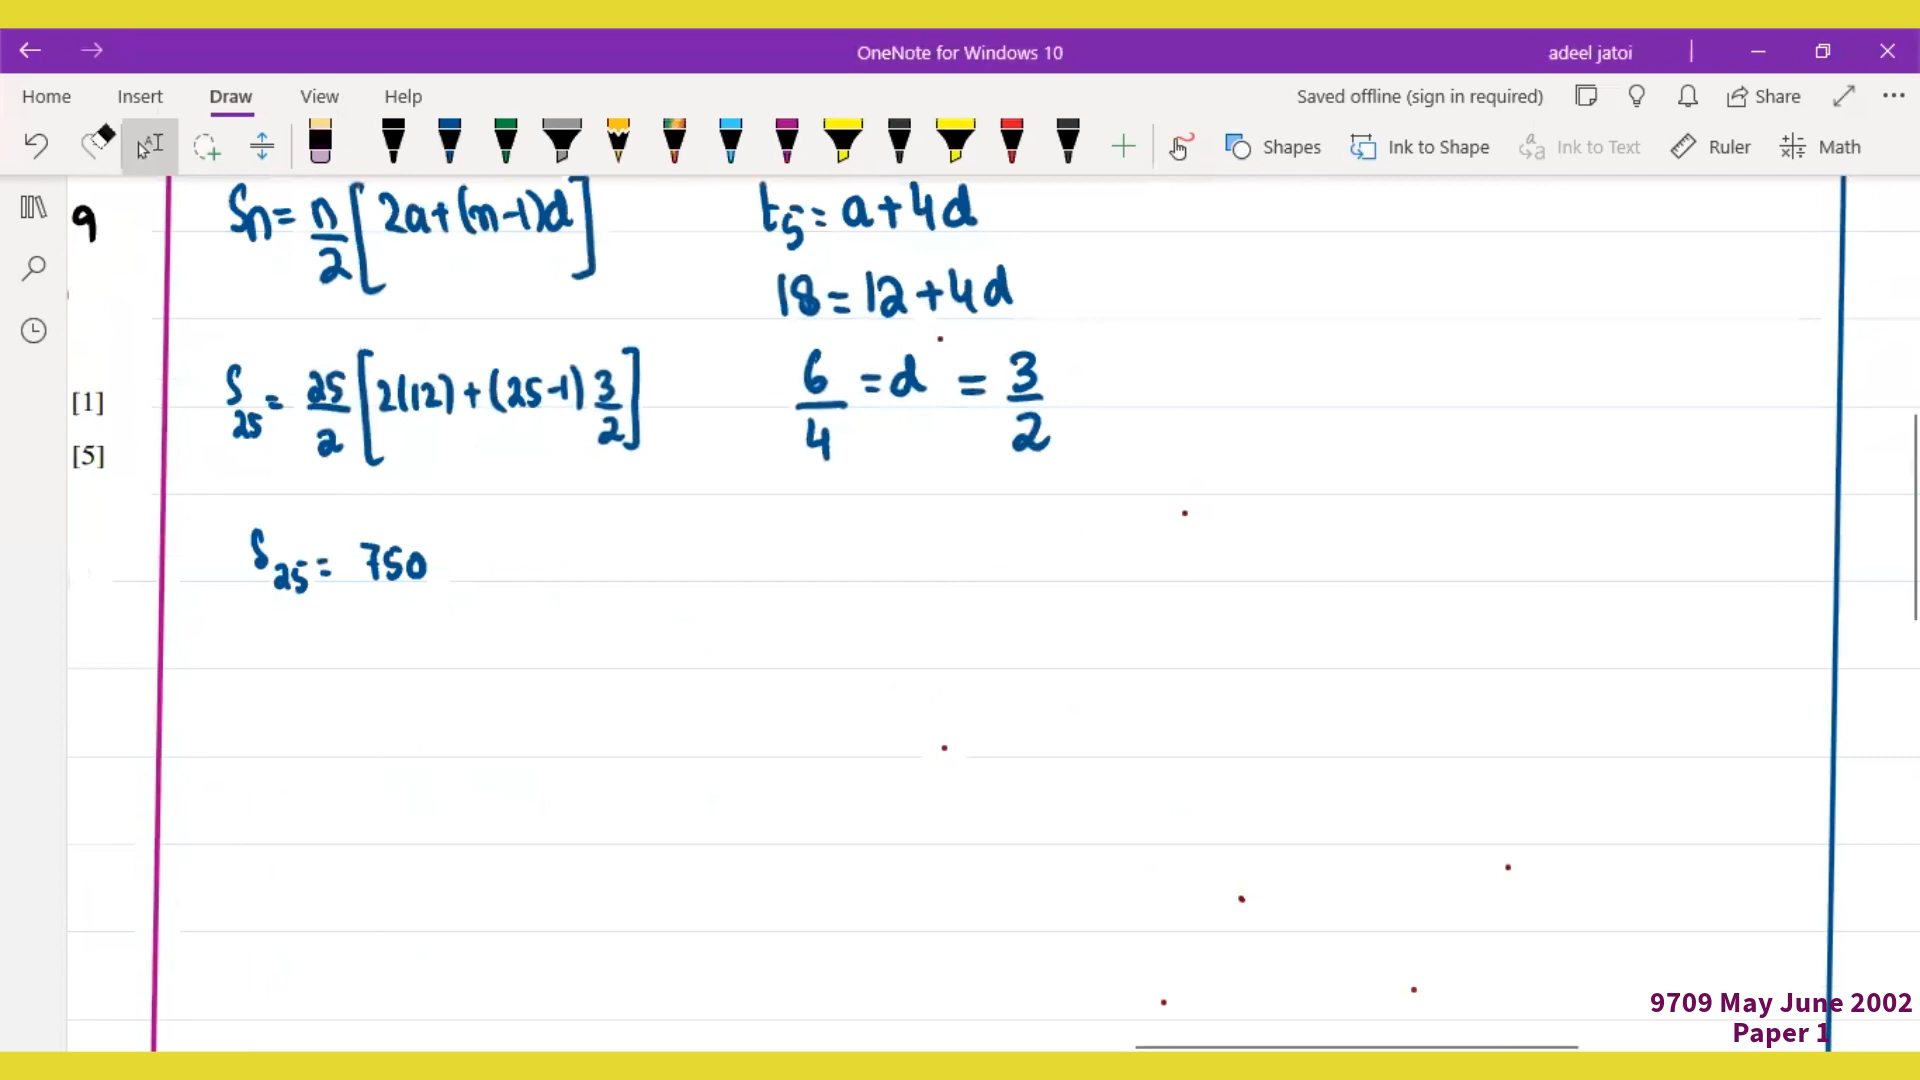 OneNote for Windows 10
adeel jatoi
Home Insert Draw View Help
Saved offline (sign in required)
Share
Shapes Ink to Shape Ink to Text Ruler Math
9
Sn = n/2 [2a+(n-1)d]
t5 = a+4d
18 = 12+4d
[1]
S25 = 25/2 [2(12)+(25-1)3/2]
6/4 = d = 3/2
[5]
S25 = 750
9709 May June 2002
Paper 1